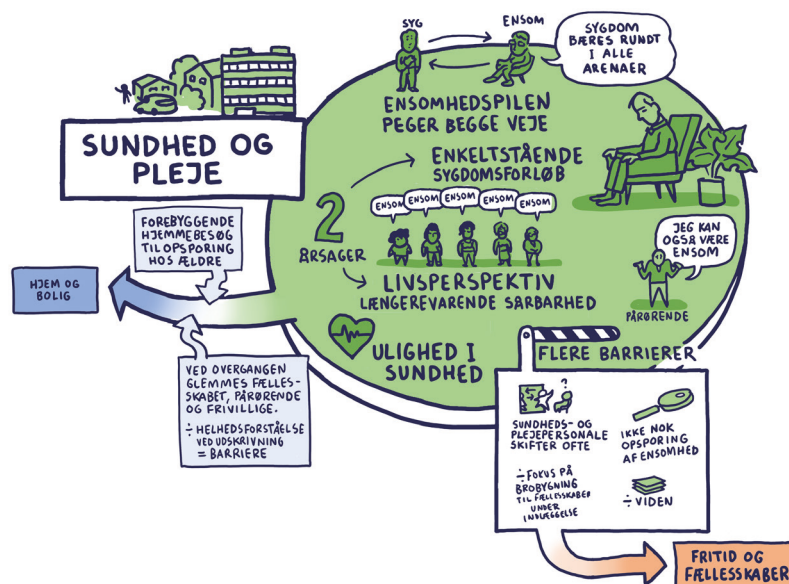 SUNDHED OG
PLEJE
SYG
ENSOM
SYGDOM
BÆRES RUNDT
I ALLE
ARENAER
ENSOMHEDSPILEN
PEGER BEGGE VEJE
2
ÅRSAGER
ENKELTSTÅENDE
SYGDOMSFORLØB
ENSOM
ENSOM
ENSOM
ENSOM
ENSOM
LIVSPERSPEKTIV
LÆNGEREVARENDE SÅRBARHED
JEG KAN
OGSÅ VÆRE
ENSOM
PÅRØRENDE
ULIGHED I
SUNDHED
FOREBYGGENDE
HJEMMEBESØG
TIL OPSPORING
HOS ÆLDRE
HJEM OG
BOLIG
VED OVERGANGEN
GLEMMES FÆLLES-
SKABET, PÅRØRENDE
OG FRIVILLIGE.
÷ HELHEDSFORSTÅELSE
VED UDSKRIVNING
= BARRIERE
FLERE BARRIERER
?
SUNDHEDS- OG
PLEJEPERSONALE
SKIFTER OFTE
÷ FOKUS PÅ
BROBYGNING
TIL FÆLLESSKABER
UNDER
INDLÆGGELSE
IKKE NOK
OPSPORING
AF ENSOMHED
÷ VIDEN
FRITID OG
FÆLLESSKABER